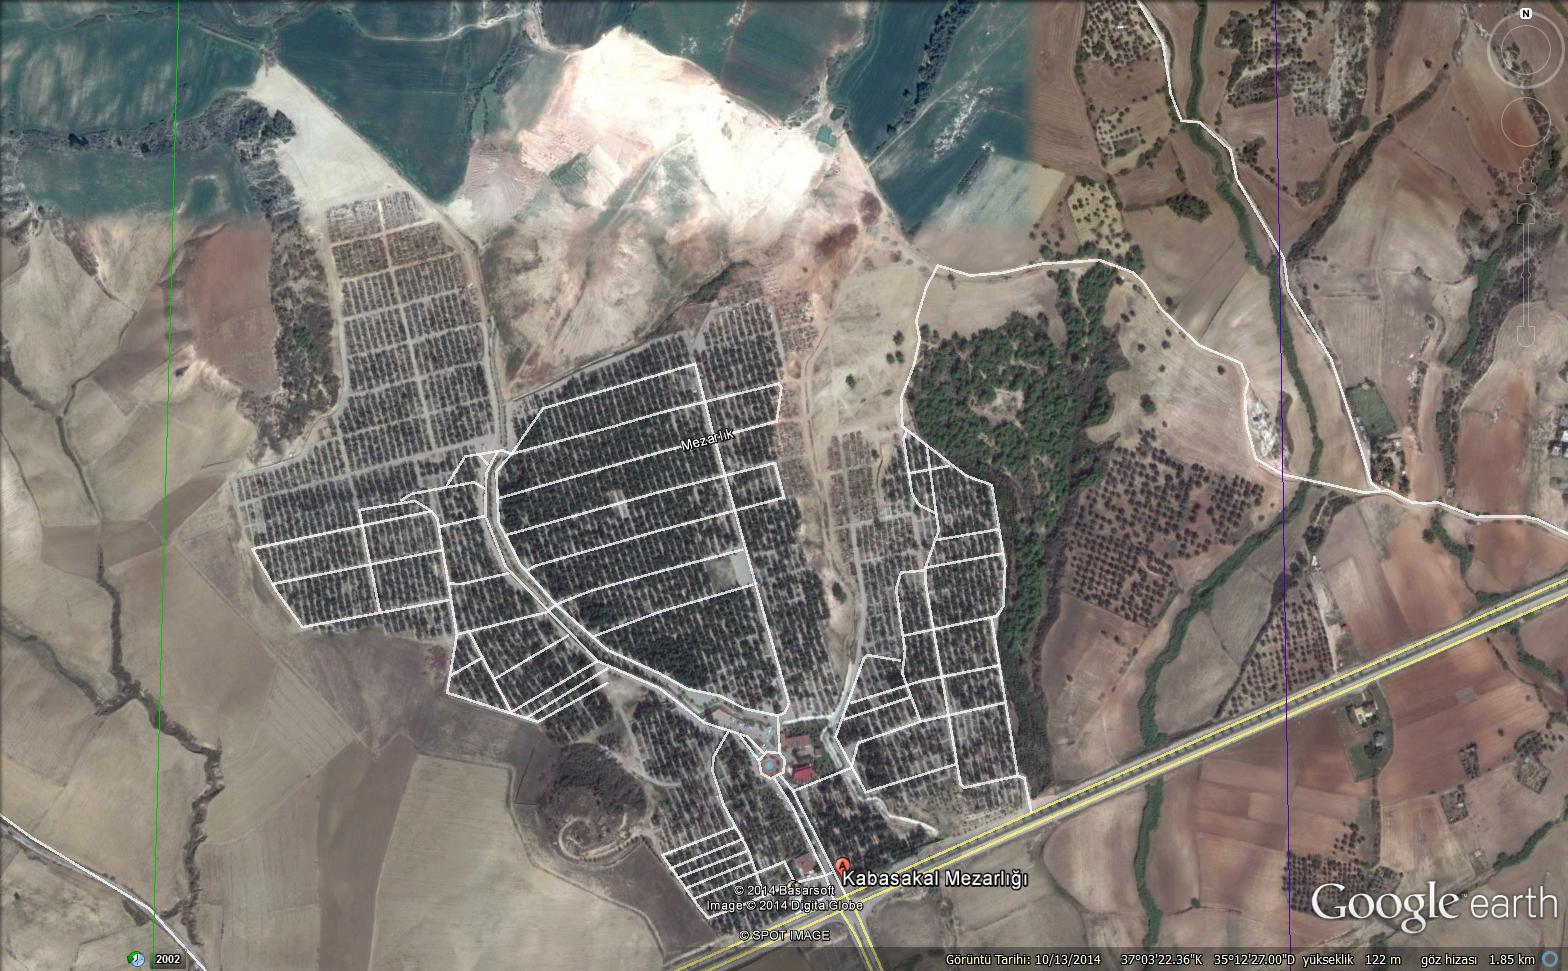 N
Mezarlık
A
Kabasakal Mezarlığı
© 2014 Basarsoft
Image © 2014 DigitalGlobe
© SPOT IMAGE
Google earth
2002
Görüntü Tarihi: 10/13/2014 37°03'22.36"K 35°12'27.00"D yükseklik 122 m göz hizası 1.85 km